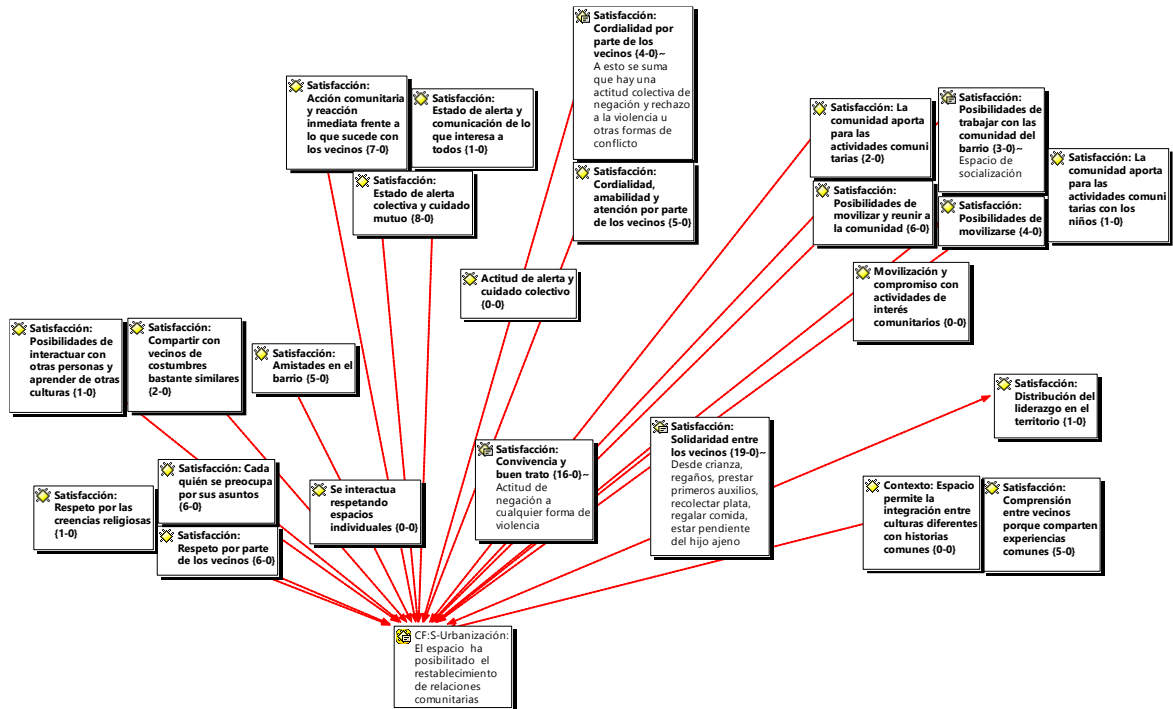 Satisfacción:
Cordialidad por
parte de los
vecinos {4-0}~
A esto se suma
que hay una
actitud colectiva de
negación y rechazo
a la violencia u
otras formas de
conflicto
Satisfacción:
Acción comunitaria
y reacción
inmediata frente a
lo que sucede con
los vecinos {7-0}
Satisfacción:
Estado de alerta y
comunicación de lo
que interesa a
todos {1-0}
Satisfacción:
Estado de alerta
colectiva y cuidado
mutuo {8-0}
Satisfacción:
Cordialidad,
amabilidad y
atención por parte
de los vecinos {5-0}
Satisfacción: La
comunidad aporta
para las
actividades comuni
tarias {2-0}
Satisfacción:
Posibilidades de
trabajar con las
comunidad del
barrio {3-0}~
Espacio de
socialización
Satisfacción: La
comunidad aporta
para las
actividades comuni
tarias con los
niños {1-0}
Satisfacción:
Posibilidades de
movilizar y reunir a
la comunidad {6-0}
Satisfacción:
Posibilidades de
movilizarse {4-0}
Actitud de alerta y
cuidado colectivo
{0-0}
Movilización y
compromiso con
actividades de
interés
comunitarios {0-0}
Satisfacción:
Posibilidades de
interactuar con
otras personas y
aprender de otras
culturas {1-0}
Satisfacción:
Compartir con
vecinos de
costumbres
bastante similares
{2-0}
Satisfacción:
Amistades en el
barrio {5-0}
Satisfacción:
Distribución del
liderazgo en el
territorio {1-0}
Satisfacción:
Convivencia y
buen trato {16-0}~
Actitud de
negación a
cualquier forma de
violencia
Satisfacción:
Solidaridad entre
los vecinos {19-0}~
Desde crianza,
regaños, prestar
primeros auxilios,
recolectar plata,
regalar comida,
estar pendiente
del hijo ajeno
Satisfacción: Cada
quién se preocupa
por sus asuntos
{6-0}
Satisfacción:
Respeto por las
creencias religiosas
{1-0}
Se interactua
respetando
espacios
individuales {0-0}
Satisfacción:
Respeto por parte
de los vecinos {6-0}
Contexto: Espacio
permite la
integración entre
culturas diferentes
con historias
comunes {0-0}
Satisfacción:
Comprensión
entre vecinos
porque comparten
experiencias
comunes {5-0}
CF:S-Urbanización:
El espacio ha
posibilitado el
restablecimiento
de relaciones
comunitarias